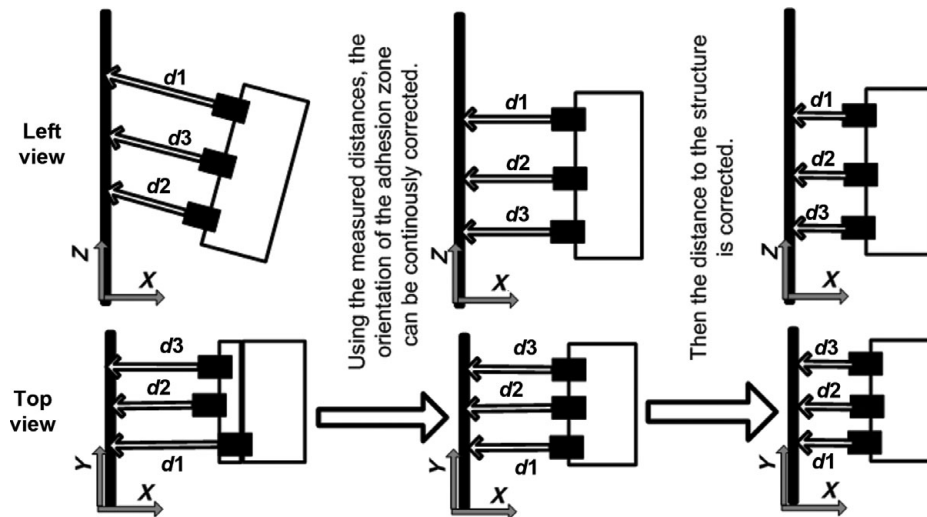 Left
view
d1
d3
d2
Z
X
Using the measured distances, the
orientation of the adhesion zone
can be continously corrected.
d1
d2
d3
Z
X
Then the distance to the structure
is corrected.
d1
d2
d3
Z
X
Top
view
d3
d2
d1
Y
X
d3
d2
d1
Y
X
d3
d2
d1
Y
X